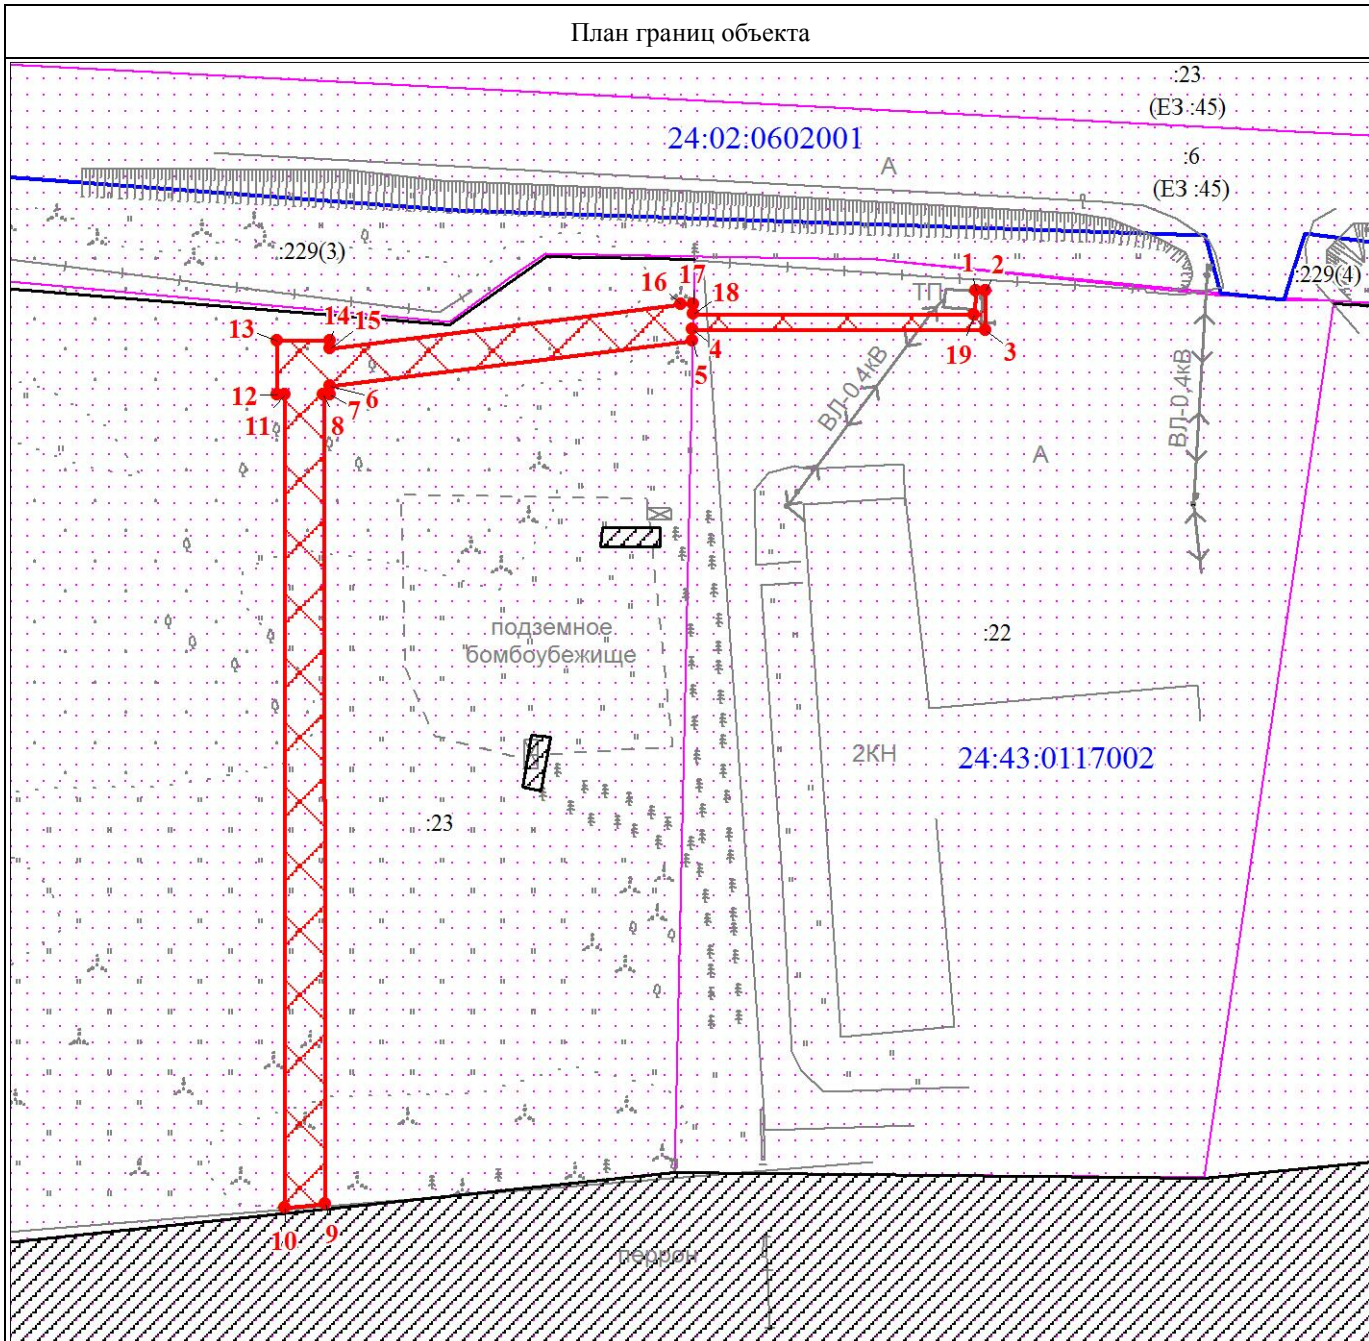 План границ объекта
:23
(ЕЗ :45)
24:02:0602001
:6
А
(ЕЗ :45)
:229(3)
:229(4)
1 2
16 17
ТП
18
13
14
15
19
3
4
5
12
6
7
11
8
ВЛ-0,4кВ
ВЛ-0,4кВ
А
подземное
бомбоубежище
:22
2КН
24:43:0117002
:23
10
9
перрон